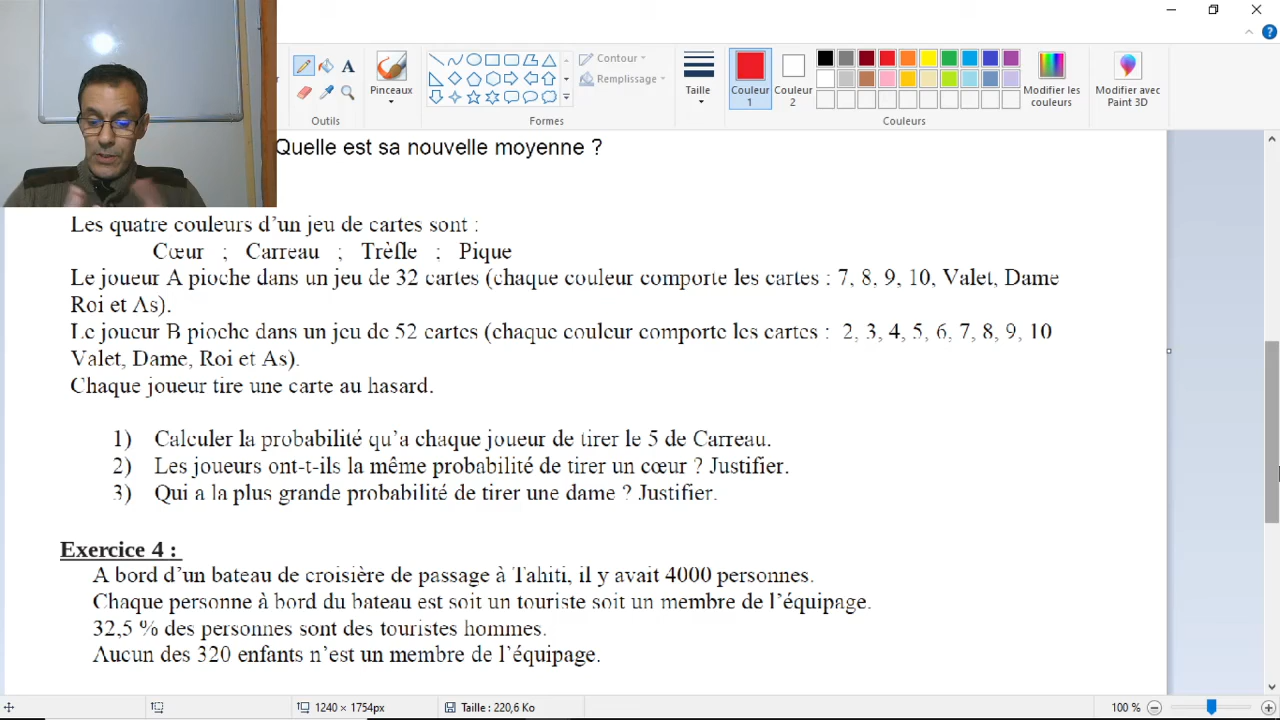 Contour
Remplissage
A
Pinceaux
Taille
Couleur
1
Couleur
2
Modifier les
couleurs
Modifier avec
Paint 3D
Outils
Formes
Couleurs
Quelle est sa nouvelle moyenne ?
Les quatre couleurs d'un jeu de cartes sont :
Cœur ; Carreau ; Trèfle ; Pique
Le joueur A pioche dans un jeu de 32 cartes (chaque couleur comporte les cartes : 7, 8, 9, 10, Valet, Dame
Roi et As).
Le joueur B pioche dans un jeu de 52 cartes (chaque couleur comporte les cartes : 2, 3, 4, 5, 6, 7, 8, 9, 10
Valet, Dame, Roi et As).
Chaque joueur tire une carte au hasard.
1) Calculer la probabilité qu'a chaque joueur de tirer le 5 de Carreau.
2) Les joueurs ont-t-ils la même probabilité de tirer un cœur ? Justifier.
3) Qui a la plus grande probabilité de tirer une dame ? Justifier.
Exercice 4 :
A bord d'un bateau de croisière de passage à Tahiti, il y avait 4000 personnes.
Chaque personne à bord du bateau est soit un touriste soit un membre de l'équipage.
32,5 % des personnes sont des touristes hommes.
Aucun des 320 enfants n'est un membre de l'équipage.
1240 × 1754px
Taille : 220,6 Ko
100 %